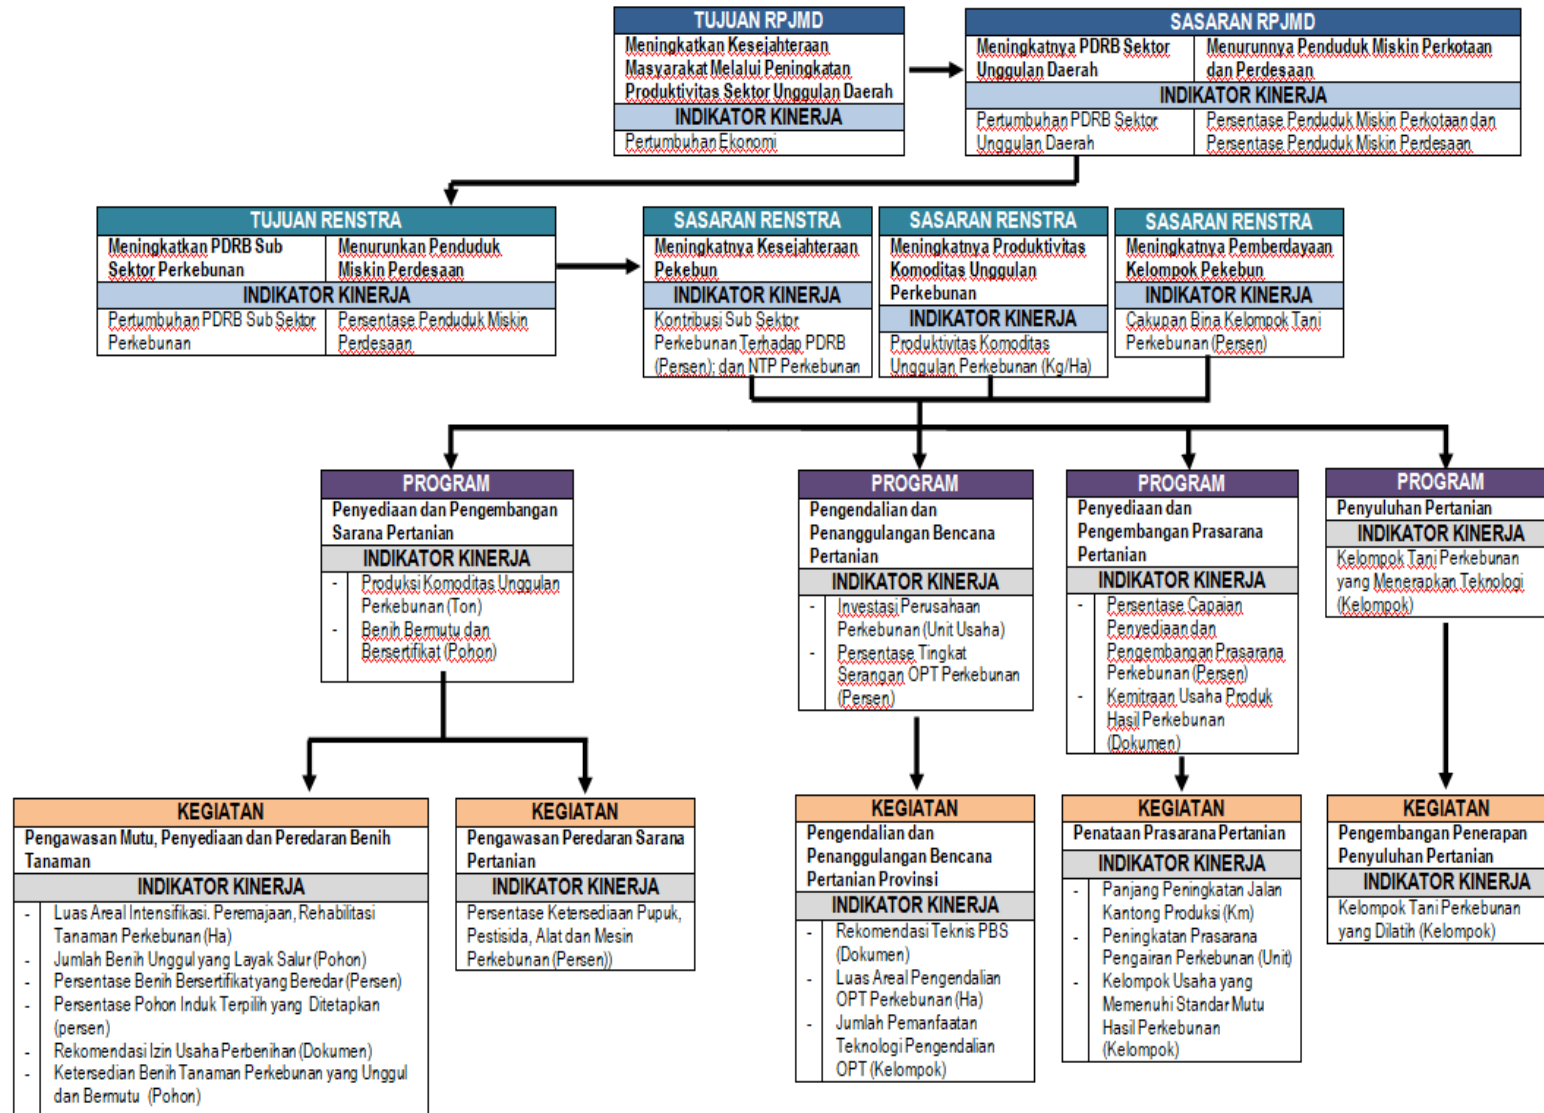 TUJUAN RPJMD
Meningkatkan Kesejahteraan
Masyarakat Melalui Peningkatan
Produktivitas Sektor Unggulan Daerah
INDIKATOR KINERJA
Pertumbuhan Ekonomi
SASARAN RPJMD
Meningkatnya PDRB Sektor
Unggulan Daerah
Menurunnya Penduduk Miskin Perkotaan
dan Perdesaan
INDIKATOR KINERJA
Pertumbuhan PDRB Sektor
Unggulan Daerah
Persentase Penduduk Miskin Perkotaan dan
Persentase Penduduk Miskin Perdesaan
TUJUAN RENSTRA
Meningkatkan PDRB Sub
Sektor Perkebunan
Menurunkan Penduduk
Miskin Perdesaan
INDIKATOR KINERJA
Pertumbuhan PDRB Sub Sektor
Perkebunan
Persentase Penduduk Miskin
Perdesaan
SASARAN RENSTRA
Meningkatnya Kesejahteraan
Pekebun
INDIKATOR KINERJA
Kontribusi Sub Sektor
Perkebunan Terhadap PDRB
(Persen); dan NTP Perkebunan
SASARAN RENSTRA
Meningkatnya Produktivitas
Komoditas Unggulan
Perkebunan
INDIKATOR KINERJA
Produktivitas Komoditas
Unggulan Perkebunan (Kg/Ha)
SASARAN RENSTRA
Meningkatnya Pemberdayaan
Kelompok Pekebun
INDIKATOR KINERJA
Cakupan Bina Kelompok Tani
Perkebunan (Persen)
PROGRAM
Penyediaan dan Pengembangan
Sarana Pertanian
INDIKATOR KINERJA
- Produksi Komoditas Unggulan
Perkebunan (Ton)
- Benih Bermutu dan
Bersertifikat (Pohon)
PROGRAM
Pengendalian dan
Penanggulangan Bencana
Pertanian
INDIKATOR KINERJA
- Investasi Perusahaan
Perkebunan (Unit Usaha)
- Persentase Tingkat
Serangan OPT Perkebunan
(Persen)
PROGRAM
Penyediaan dan
Pengembangan Prasarana
Pertanian
INDIKATOR KINERJA
- Persentase Capaian
Penyediaan dan
Pengembangan Prasarana
Perkebunan (Persen)
- Kemitraan Usaha Produk
Hasil Perkebunan
(Dokumen)
PROGRAM
Penyuluhan Pertanian
INDIKATOR KINERJA
Kelompok Tani Perkebunan
yang Menerapkan Teknologi
(Kelompok)
KEGIATAN
Pengawasan Mutu, Penyediaan dan Peredaran Benih
Tanaman
INDIKATOR KINERJA
- Luas Areal Intensifikasi. Peremajaan, Rehabilitasi
Tanaman Perkebunan (Ha)
- Jumlah Benih Unggul yang Layak Salur (Pohon)
- Persentase Benih Bersertifikat yang Beredar (Persen)
- Persentase Pohon Induk Terpilih yang Ditetapkan
(persen)
- Rekomendasi Izin Usaha Perbenihan (Dokumen)
- Ketersedian Benih Tanaman Perkebunan yang Unggul
dan Bermutu (Pohon)
KEGIATAN
Pengawasan Peredaran Sarana
Pertanian
INDIKATOR KINERJA
Persentase Ketersediaan Pupuk,
Pestisida, Alat dan Mesin
Perkebunan (Persen))
KEGIATAN
Pengendalian dan
Penanggulangan Bencana
Pertanian Provinsi
INDIKATOR KINERJA
- Rekomendasi Teknis PBS
(Dokumen)
- Luas Areal Pengendalian
OPT Perkebunan (Ha)
- Jumlah Pemanfaatan
Teknologi Pengendalian
OPT (Kelompok)
KEGIATAN
Penataan Prasarana Pertanian
INDIKATOR KINERJA
- Panjang Peningkatan Jalan
Kantong Produksi (Km)
- Peningkatan Prasarana
Pengairan Perkebunan (Unit)
- Kelompok Usaha yang
Memenuhi Standar Mutu
Hasil Perkebunan
(Kelompok)
KEGIATAN
Pengembangan Penerapan
Penyuluhan Pertanian
INDIKATOR KINERJA
Kelompok Tani Perkebunan
yang Dilatih (Kelompok)